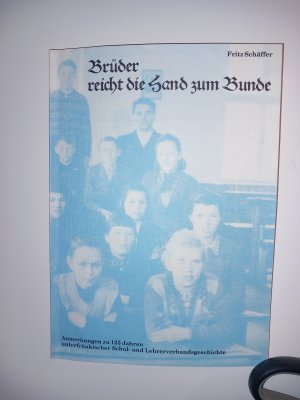 Fritz Schäffer
Brüder
reicht die Hand zum Bunde
Anmerkungen zu 125 Jahren
unterfränkischer Schul- und Lehrerverbandsgeschichte